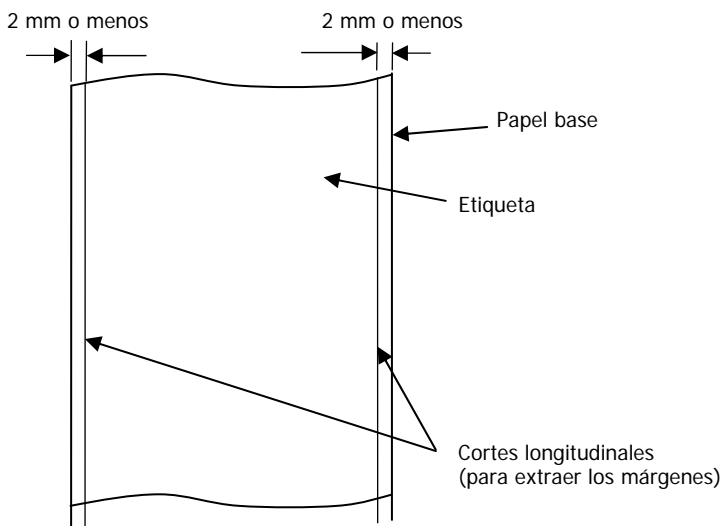 2 mm o menos
2 mm o menos
Papel base
Etiqueta
Cortes longitudinales
(para extraer los márgenes)